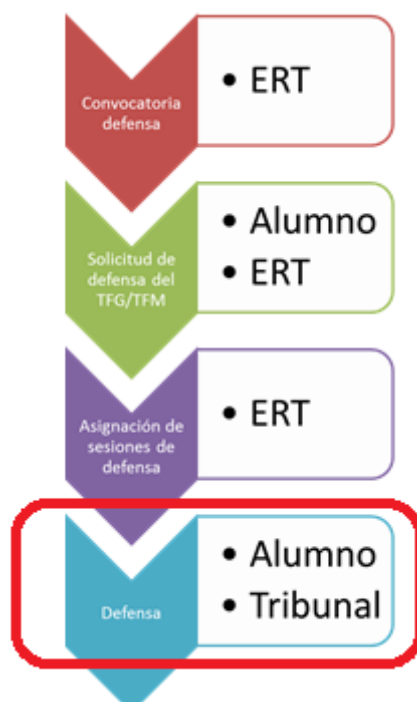 Convocatoria
defensa
• ERT
Solicitud de
defensa del
TFG/TFM
• Alumno
• ERT
Asignación de
sesiones de
defensa
• ERT
Defensa
• Alumno
• Tribunal